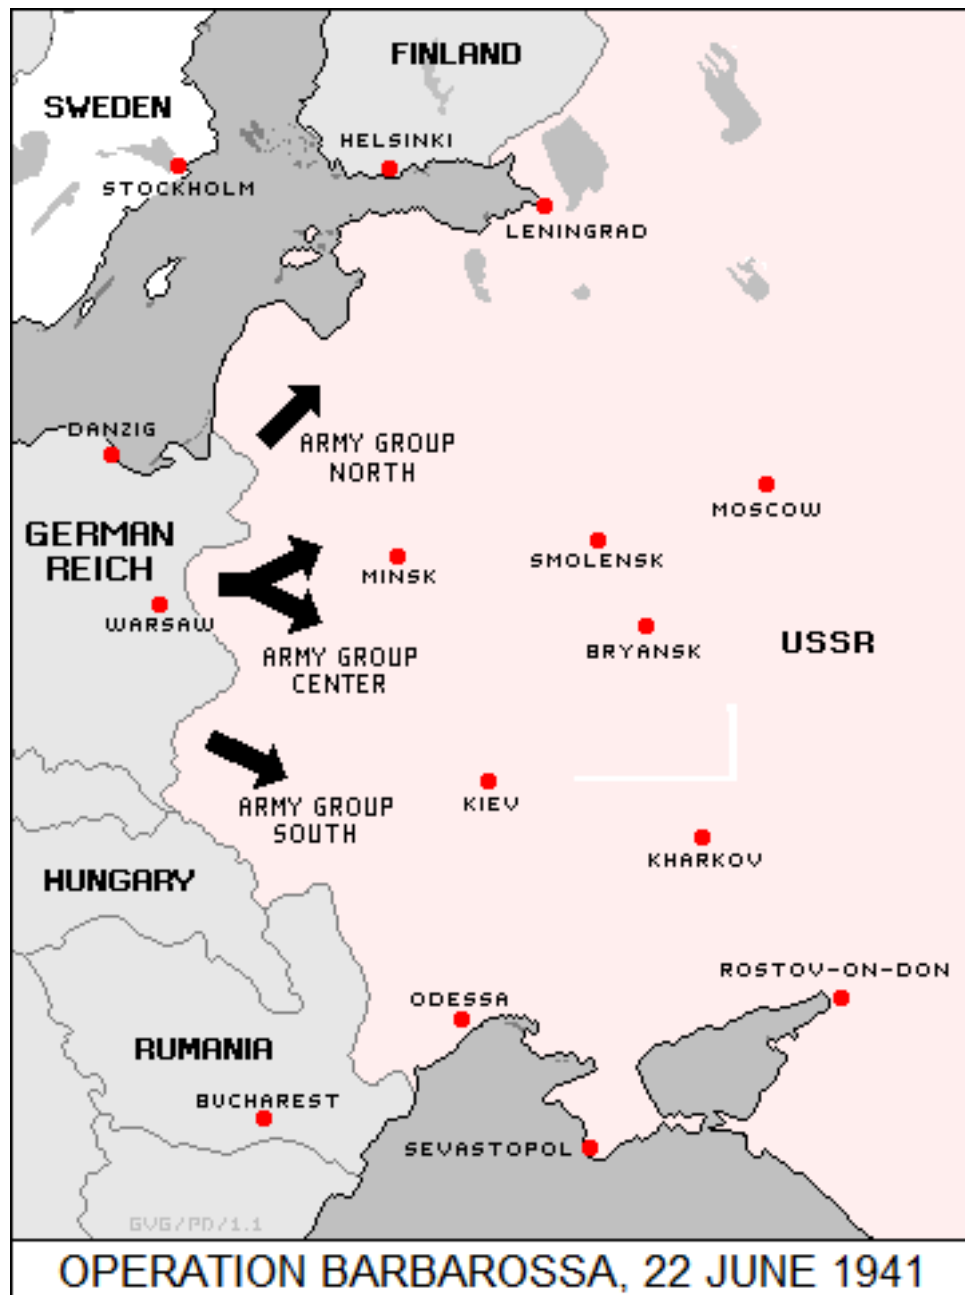 FINLAND
SWEDEN
HELSINKI
STOCKHOLM
LENINGRAD
DANZIG
ARMY GROUP
NORTH
MOSCOW
GERMAN
REICH
SMOLENSK
MINSK
WARSAW
BRYANSK
USSR
ARMY GROUP
CENTER
ARMY GROUP
SOUTH
KIEV
KHARKOV
HUNGARY
ROSTOV-ON-DON
ODESSA
RUMANIA
BUCHAREST
SEVASTOPOL
GVG/PD/1.1
OPERATION BARBAROSSA, 22 JUNE 1941